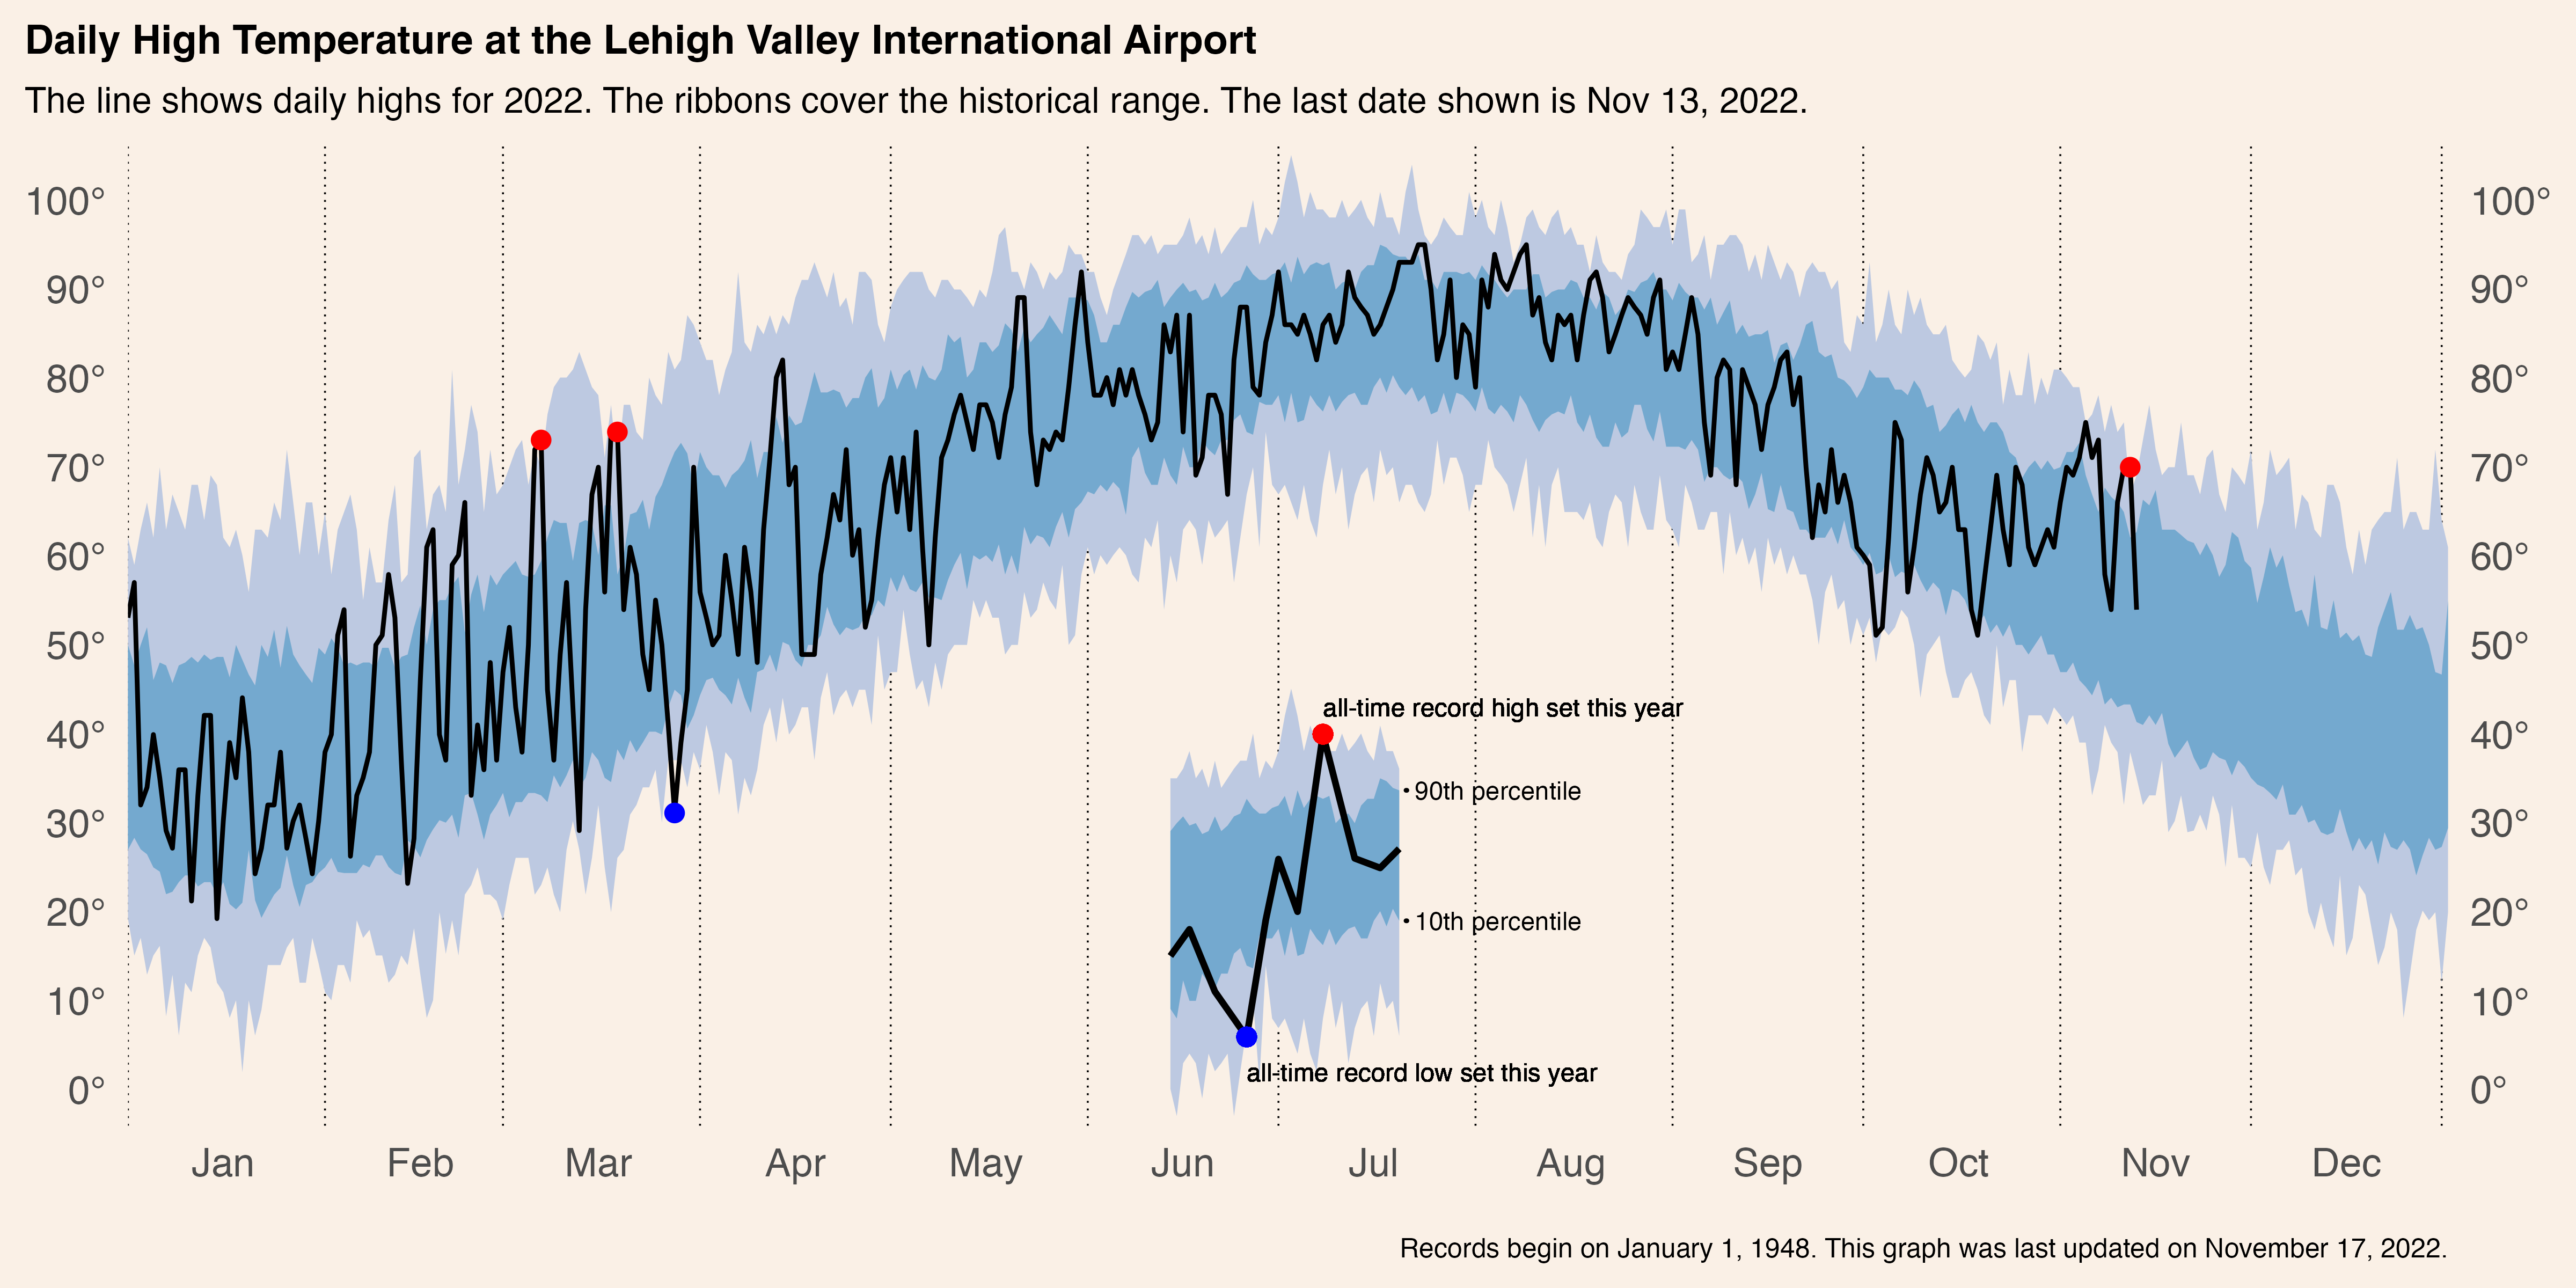 Daily High Temperature at the Lehigh Valley International Airport
The line shows daily highs for 2022. The ribbons cover the historical range. The last date shown is Nov 13, 2022.
100° 100°
90° 90°
80° 80°
70° 70°
60° 60°
50° 50°
all-time record high set this year
40° 40°
90th percentile
30° 30°
10th percentile
20° 20°
10° 10°
all-time record low set this year
0° 0°
Jan Feb Mar Apr May Jun Jul Aug Sep Oct Nov Dec
Records begin on January 1, 1948. This graph was last updated on November 17, 2022.